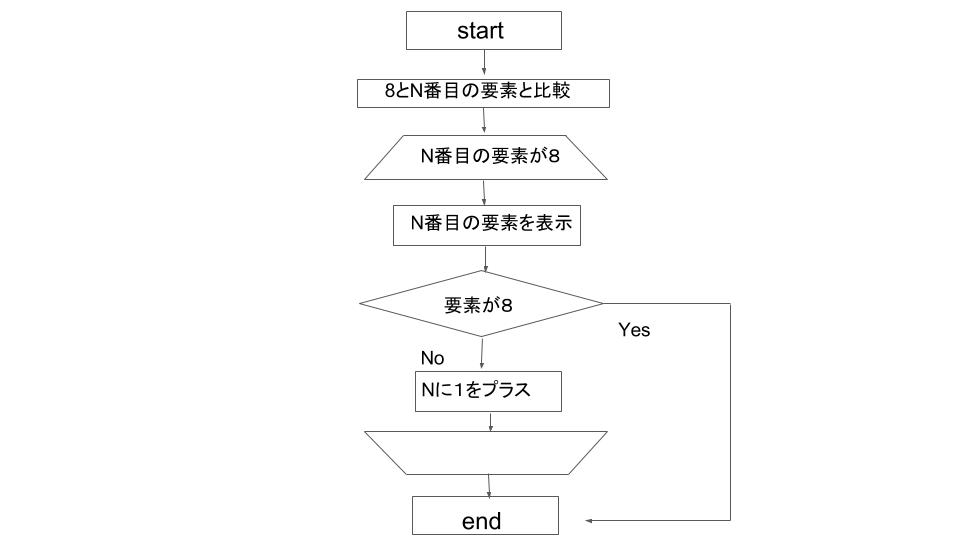 start
8とN番目の要素と比較
N番目の要素が８
N番目の要素を表示
要素が８
Yes
No
Nに１をプラス
end